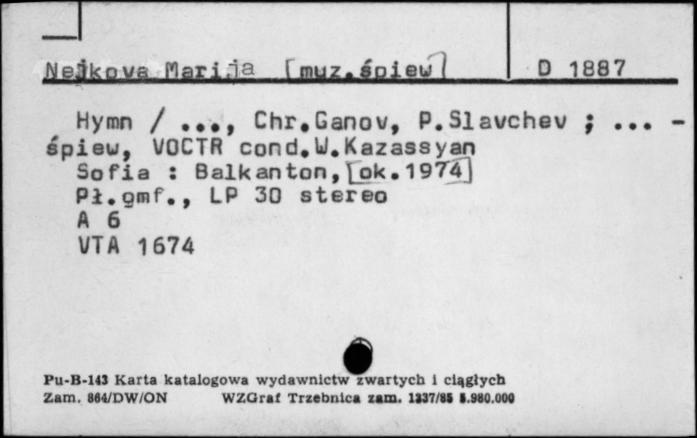 Nejkova Marija [muz.śpiew] D 1887
Hymn / ..., Chr.Ganov, P.Slavchev ; ... -
śpiew, VOCTR cond.W.Kazassyan
Sofia : Balkanton,[ok.1974]
Pł.gmf., LP 30 stereo
A 6
VTA 1674
Pu-B-143 Karta katalogowa wydawnictw zwartych i ciągłych
Zam. 864/DW/ON WZGraf Trzebnica zam. 1337/85 5.980.000